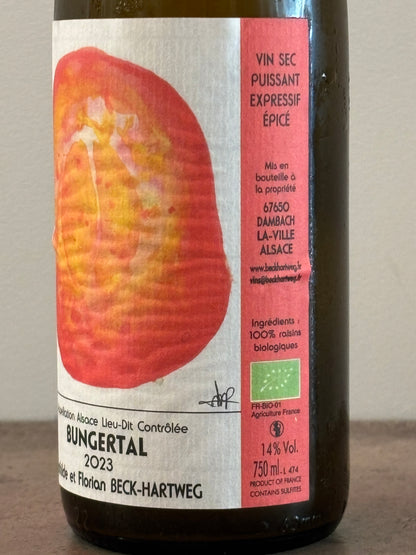 VIN SEC
PUISSANT
EXPRESSIF
ÉPICÉ
Mis en
bouteille à
la propriété
67650
DAMBACH
LA-VILLE
ALSACE
www.beckhartweg.fr
vins@beckhartweg.fr
Ingrédients :
100% raisins
biologiques
FR-BIO-01
Agriculture France
14% Vol.
750 ml - L 474
PRODUCT OF FRANCE
CONTAINS SULFITES
Alsace Lieu-Dit Contrôlée
BUNGERTAL
2023
et Florian BECK-HARTWEG